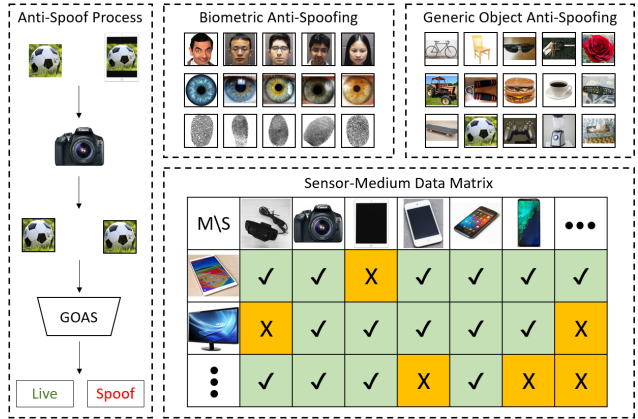 Anti-Spoof Process
GOAS
Live
Spoof
Biometric Anti-Spoofing
Generic Object Anti-Spoofing
Sensor-Medium Data Matrix
M\S
✓ ✓ X ✓ ✓ ✓ ✓
X ✓ ✓ ✓ ✓ ✓ X
✓ ✓ ✓ X ✓ X X